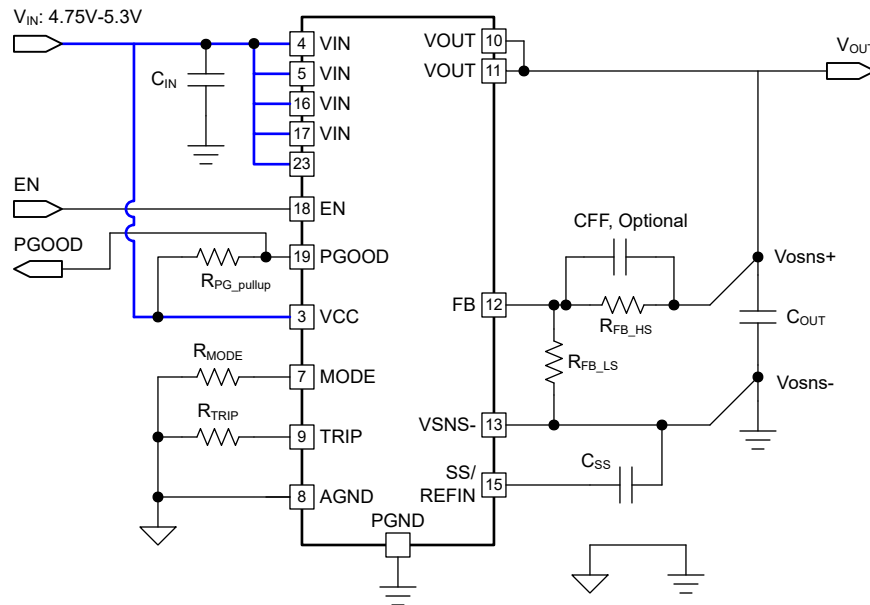 VIN: 4.75V-5.3V
CIN
4 VIN
5 VIN
16 VIN
17 VIN
23
EN
18 EN
PGOOD
19 PGOOD
RPG_pullup
3 VCC
RMODE
7 MODE
RTRIP
9 TRIP
8 AGND
PGND
VOUT 10
VOUT 11
VOUT
CFF, Optional
Vosns+
FB 12
RFB_HS
COUT
RFB_LS
Vosns-
VSNS- 13
CSS
SS/
REFIN 15